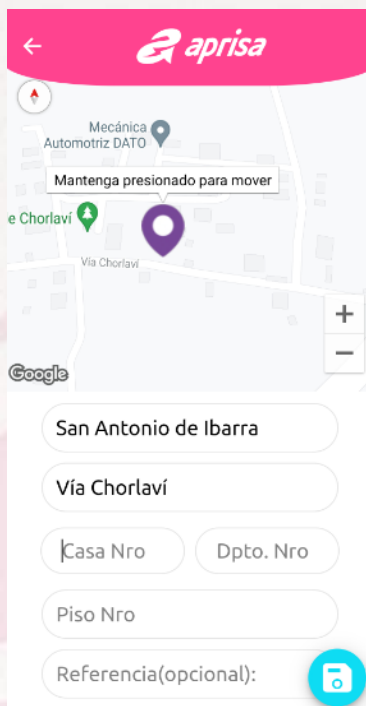 aprisa
Mecánica
Automotriz DATO
Mantenga presionado para mover
e Chorlaví
Vía Chorlaví
+
−
Google
San Antonio de Ibarra
Vía Chorlaví
Casa Nro Dpto. Nro
Piso Nro
Referencia(opcional):